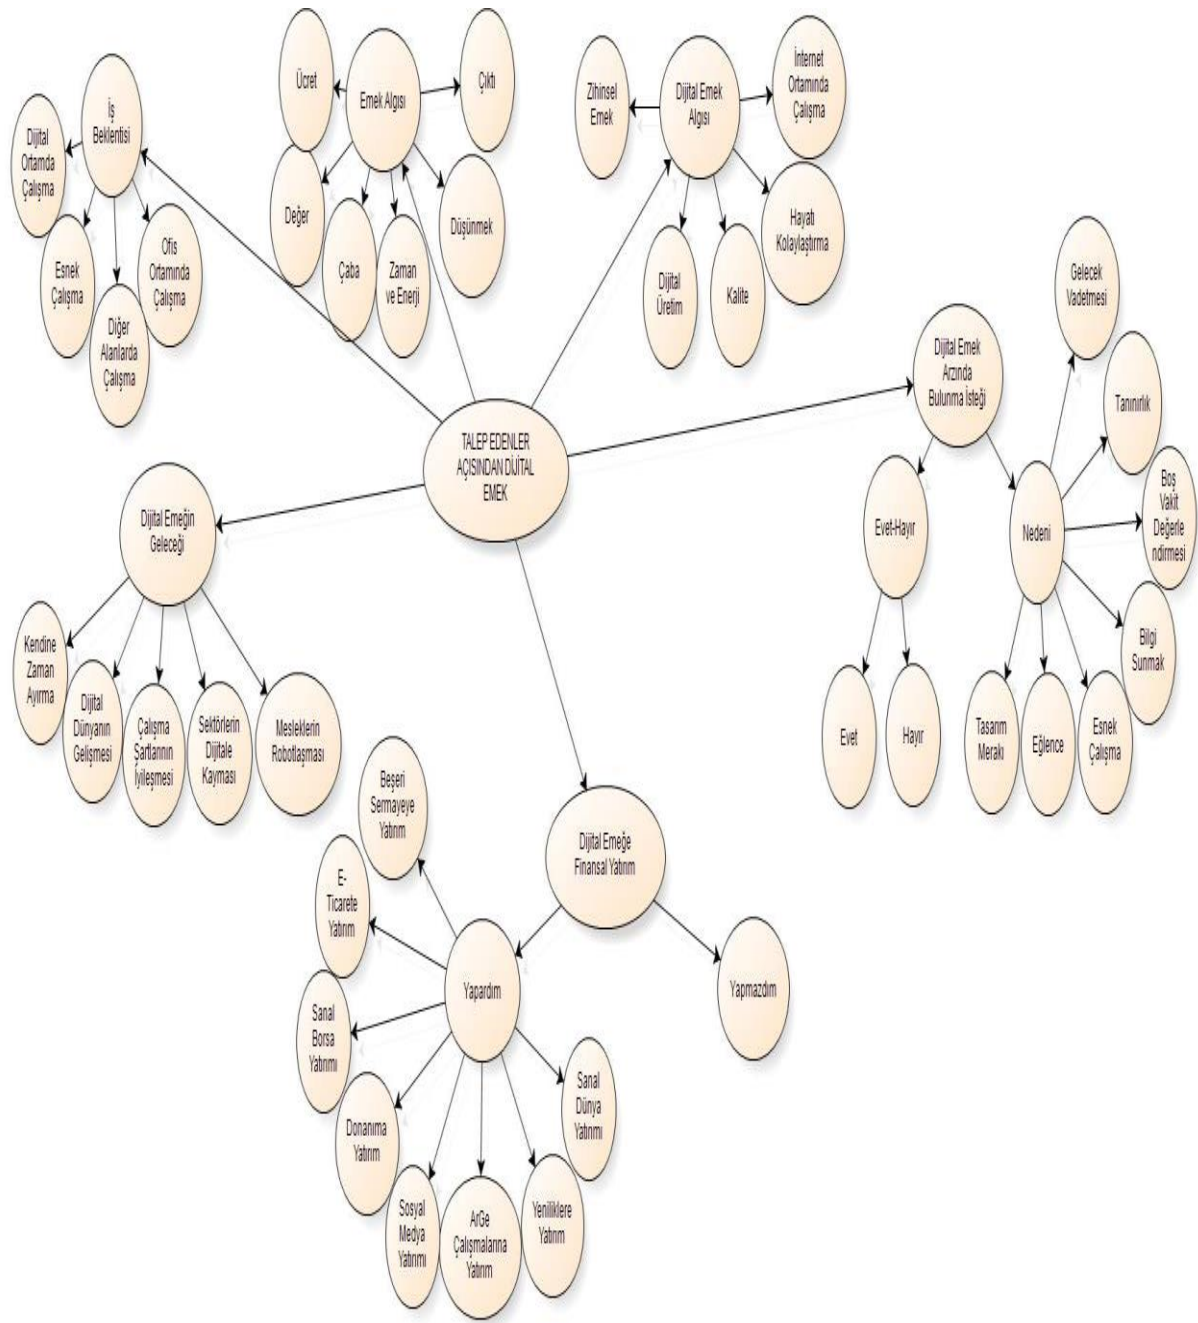 İş
Beklentisi
Dijital
Ortamda
Çalışma
Esnek
Çalışma
Diğer
Alanlarda
Çalışma
Ofis
Ortamında
Çalışma
Emek Algısı
Ücret
Değer
Çaba
Zaman
ve Enerji
Düşünmek
Çıktı
Dijital Emek
Algısı
Zihinsel
Emek
Dijital
Üretim
Kalite
Hayatı
Kolaylaştırma
İnternet
Ortamında
Çalışma
TALEP EDENLER
AÇISINDAN DİJİTAL
EMEK
Dijital Emek
Arzında
Bulunma İsteği
Evet-Hayır
Evet
Hayır
Nedeni
Gelecek
Vadetmesi
Tanınırlık
Boş
Vakit
Değerle
ndirmesi
Bilgi
Sunmak
Esnek
Çalışma
Eğlence
Tasarım
Merakı
Dijital Emeğin
Geleceği
Kendine
Zaman
Ayırma
Dijital
Dünyanın
Gelişmesi
Çalışma
Şartlarının
İyileşmesi
Sektörlerin
Dijitale
Kayması
Mesleklerin
Robotlaşması
Dijital Emeğe
Finansal Yatırım
Yapardım
Yapmazdım
Beşeri
Sermayeye
Yatırım
E-
Ticarete
Yatırım
Sanal
Borsa
Yatırımı
Donanıma
Yatırım
Sosyal
Medya
Yatırımı
ArGe
Çalışmalarına
Yatırım
Yeniliklere
Yatırım
Sanal
Dünya
Yatırımı